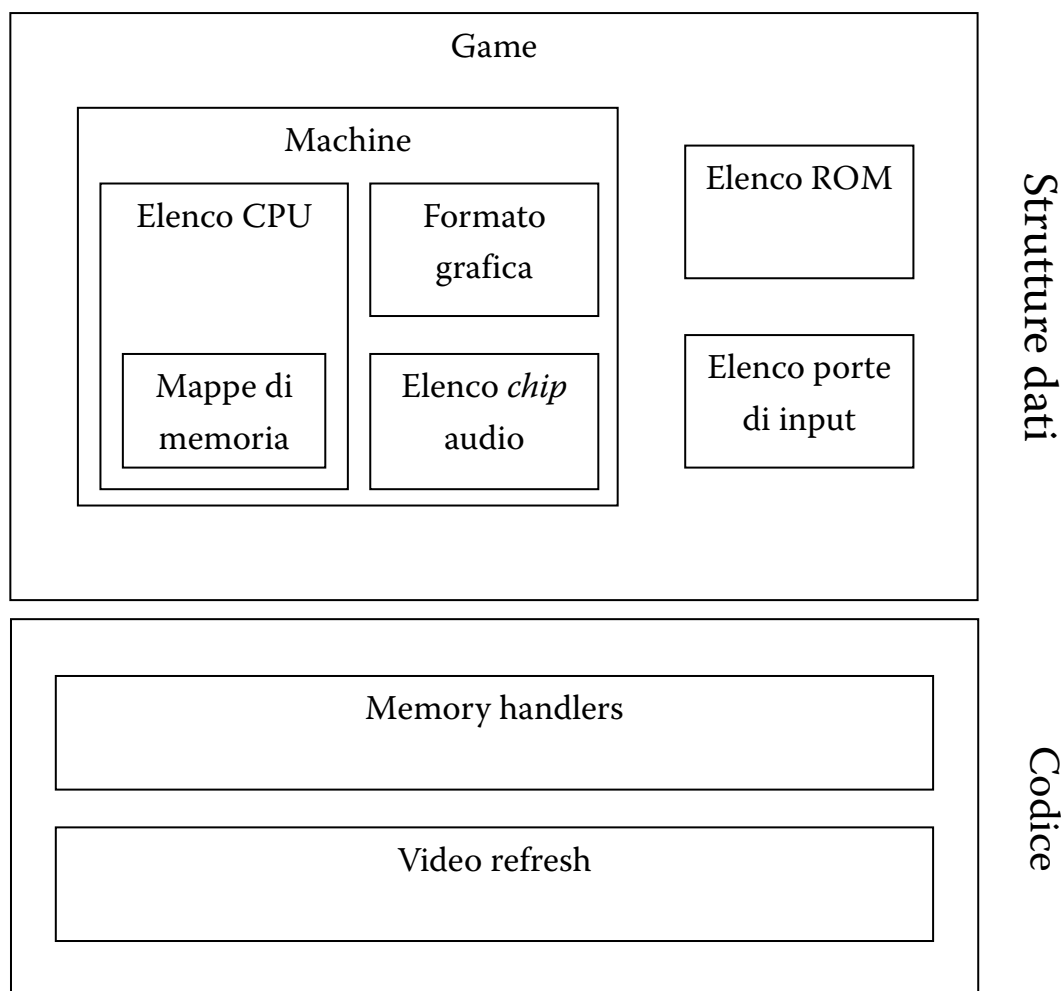 Game
Machine
Elenco CPU
Formato
grafica
Mappe di
memoria
Elenco chip
audio
Elenco ROM
Elenco porte
di input
Strutture dati
Memory handlers
Video refresh
Codice